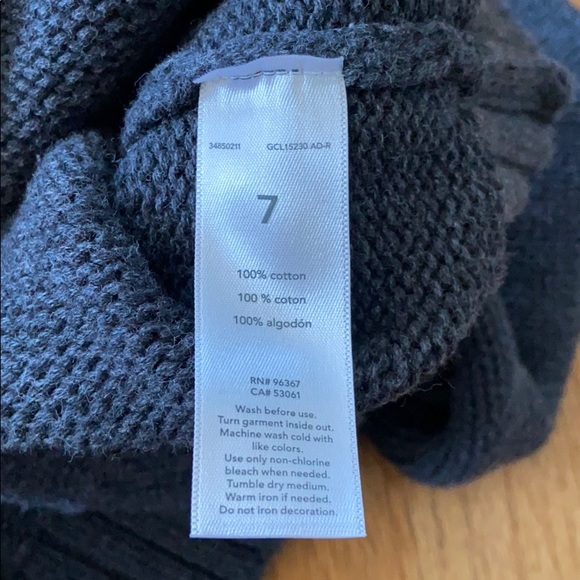 34850211 GCL15230 AD-R
7
100% cotton
100 % coton
100% algodón
RN# 96367
CA# 53061
Wash before use.
Turn garment inside out.
Machine wash cold with
like colors.
Use only non-chlorine
bleach when needed.
Tumble dry medium.
Warm iron if needed.
Do not iron decoration.